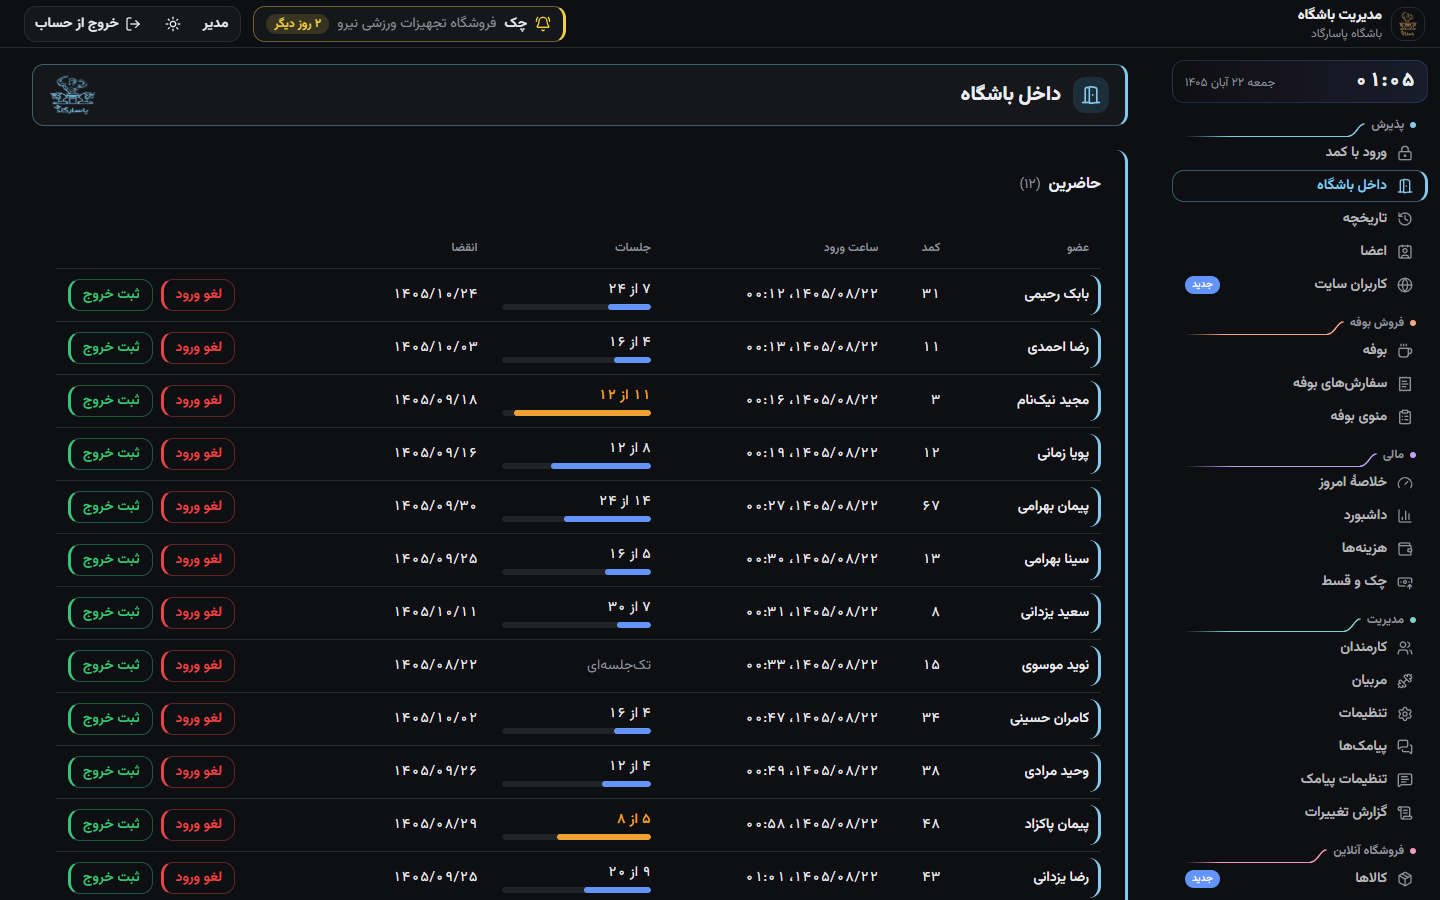 مدیریت باشگاه
باشگاه پاسارگاد
چک فروشگاه تجهیزات ورزشی نیرو ۲ روز دیگر
مدیر
خروج از حساب
۰۱:۰۵
جمعه ۲۲ آبان ۱۴۰۵
پذیرش
ورود با کمد
داخل باشگاه
تاریخچه
اعضا
کاربران سایت جدید
فروش بوفه
بوفه
سفارش‌های بوفه
منوی بوفه
مالی
خلاصهٔ امروز
داشبورد
هزینه‌ها
چک و قسط
مدیریت
کارمندان
مربیان
تنظیمات
پیامک‌ها
تنظیمات پیامک
گزارش تغییرات
فروشگاه آنلاین
کالاها جدید
داخل باشگاه
پاسارگاد
حاضرین (۱۲)
عضو کمد ساعت ورود جلسات انقضا
بابک رحیمی ۳۱ ۱۴۰۵/۰۸/۲۲، ۰۰:۱۲ ۷ از ۲۴ ۱۴۰۵/۱۰/۲۴ لغو ورود ثبت خروج
رضا احمدی ۱۱ ۱۴۰۵/۰۸/۲۲، ۰۰:۱۳ ۴ از ۱۶ ۱۴۰۵/۱۰/۰۳ لغو ورود ثبت خروج
مجید نیک‌نام ۳ ۱۴۰۵/۰۸/۲۲، ۰۰:۱۶ ۱۱ از ۱۲ ۱۴۰۵/۰۹/۱۸ لغو ورود ثبت خروج
پویا زمانی ۱۲ ۱۴۰۵/۰۸/۲۲، ۰۰:۱۹ ۸ از ۱۲ ۱۴۰۵/۰۹/۱۶ لغو ورود ثبت خروج
پیمان بهرامی ۶۷ ۱۴۰۵/۰۸/۲۲، ۰۰:۲۷ ۱۴ از ۲۴ ۱۴۰۵/۰۹/۳۰ لغو ورود ثبت خروج
سینا بهرامی ۱۳ ۱۴۰۵/۰۸/۲۲، ۰۰:۳۰ ۵ از ۱۶ ۱۴۰۵/۰۹/۲۵ لغو ورود ثبت خروج
سعید یزدانی ۸ ۱۴۰۵/۰۸/۲۲، ۰۰:۳۱ ۷ از ۳۰ ۱۴۰۵/۱۰/۱۱ لغو ورود ثبت خروج
نوید موسوی ۱۵ ۱۴۰۵/۰۸/۲۲، ۰۰:۳۳ تک‌جلسه‌ای ۱۴۰۵/۰۸/۲۲ لغو ورود ثبت خروج
کامران حسینی ۳۴ ۱۴۰۵/۰۸/۲۲، ۰۰:۴۷ ۴ از ۱۶ ۱۴۰۵/۱۰/۰۲ لغو ورود ثبت خروج
وحید مرادی ۳۸ ۱۴۰۵/۰۸/۲۲، ۰۰:۴۹ ۴ از ۱۲ ۱۴۰۵/۰۹/۲۶ لغو ورود ثبت خروج
پیمان پاکزاد ۴۸ ۱۴۰۵/۰۸/۲۲، ۰۰:۵۸ ۵ از ۸ ۱۴۰۵/۰۸/۲۹ لغو ورود ثبت خروج
رضا یزدانی ۴۳ ۱۴۰۵/۰۸/۲۲، ۰۱:۰۱ ۹ از ۲۰ ۱۴۰۵/۰۹/۲۵ لغو ورود ثبت خروج